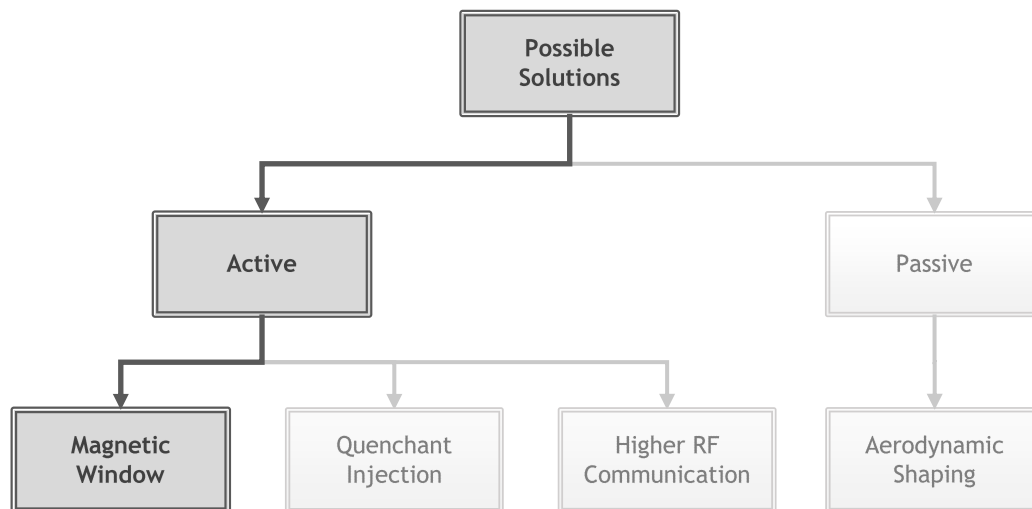 Possible
Solutions
Active
Passive
Magnetic
Window
Quenchant
Injection
Higher RF
Communication
Aerodynamic
Shaping